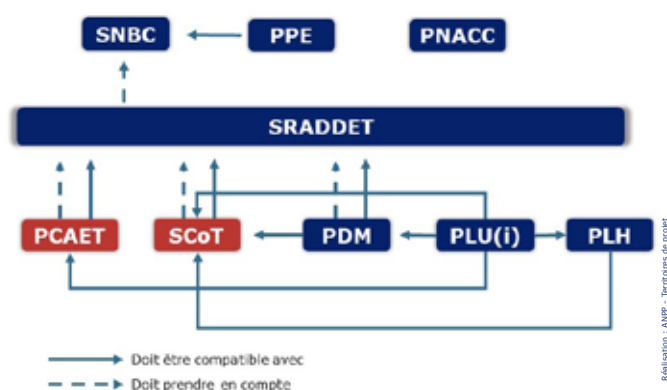 SNBC
PPE
PNACC
SRADDET
PCAET
SCoT
PDM
PLU(i)
PLH
Doit être compatible avec
Doit prendre en compte
Réalisation : ANPP - Territoires de projet